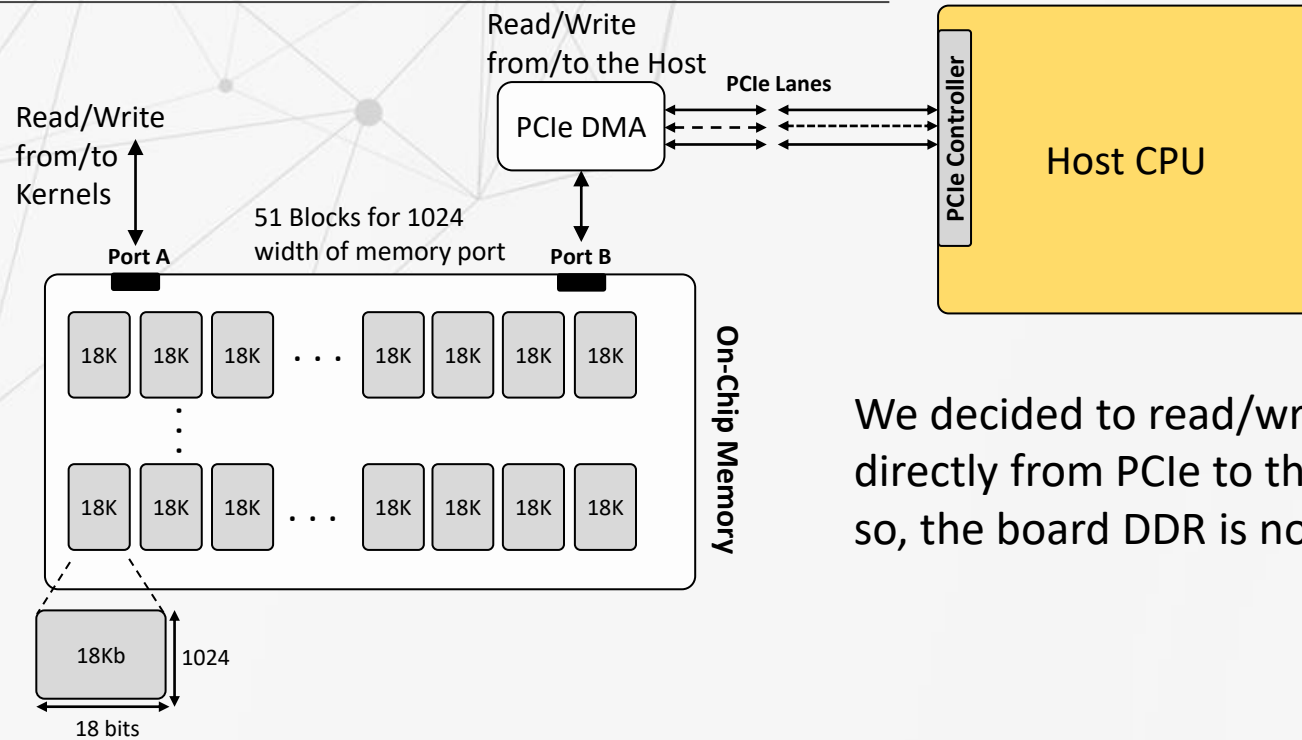 Read/Write
from/to the Host
PCIe Lanes
PCIe Controller
Host CPU
PCIe DMA
Read/Write
from/to
Kernels
51 Blocks for 1024
width of memory port
Port A
Port B
18K 18K 18K . . . 18K 18K 18K 18K
18K 18K 18K . . . 18K 18K 18K 18K
On-Chip Memory
18Kb
1024
18 bits
We decided to read/wr
directly from PCIe to th
so, the board DDR is no